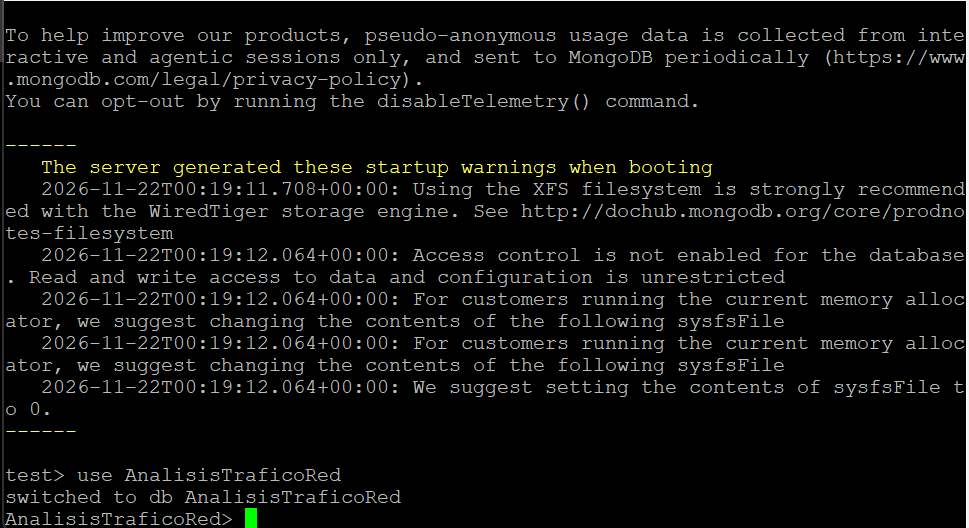 To help improve our products, pseudo-anonymous usage data is collected from inte
ractive and agentic sessions only, and sent to MongoDB periodically (https://www
.mongodb.com/legal/privacy-policy).
You can opt-out by running the disableTelemetry() command.
------
The server generated these startup warnings when booting
2026-11-22T00:19:11.708+00:00: Using the XFS filesystem is strongly recommend
ed with the WiredTiger storage engine. See http://dochub.mongodb.org/core/prodno
tes-filesystem
2026-11-22T00:19:12.064+00:00: Access control is not enabled for the database
. Read and write access to data and configuration is unrestricted
2026-11-22T00:19:12.064+00:00: For customers running the current memory alloc
ator, we suggest changing the contents of the following sysfsFile
2026-11-22T00:19:12.064+00:00: For customers running the current memory alloc
ator, we suggest changing the contents of the following sysfsFile
2026-11-22T00:19:12.064+00:00: We suggest setting the contents of sysfsFile t
o 0.
------
test> use AnalisisTraficoRed
switched to db AnalisisTraficoRed
AnalisisTraficoRed>